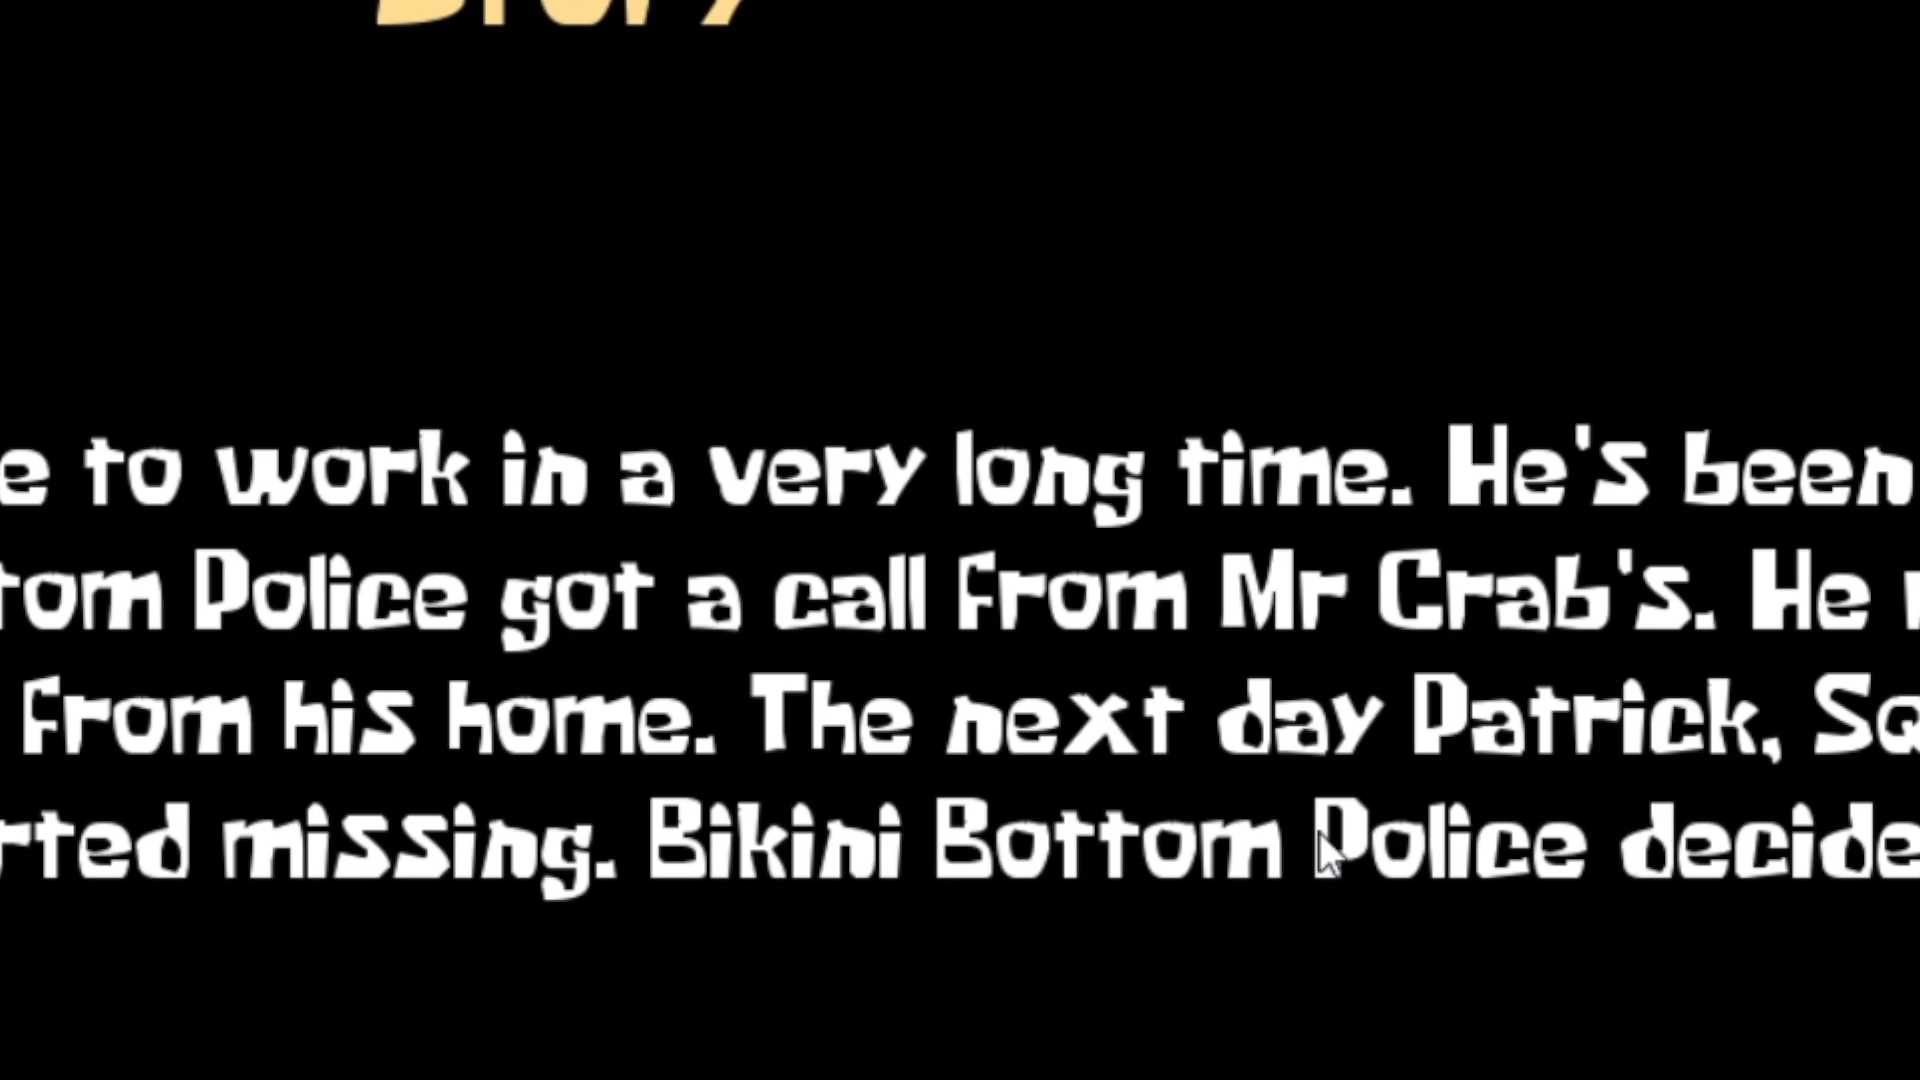 Story
e to work in a very long time. He's been
tom Police got a call from Mr Crab's. He
from his home. The next day Patrick, Sq
rted missing. Bikini Bottom Police decide